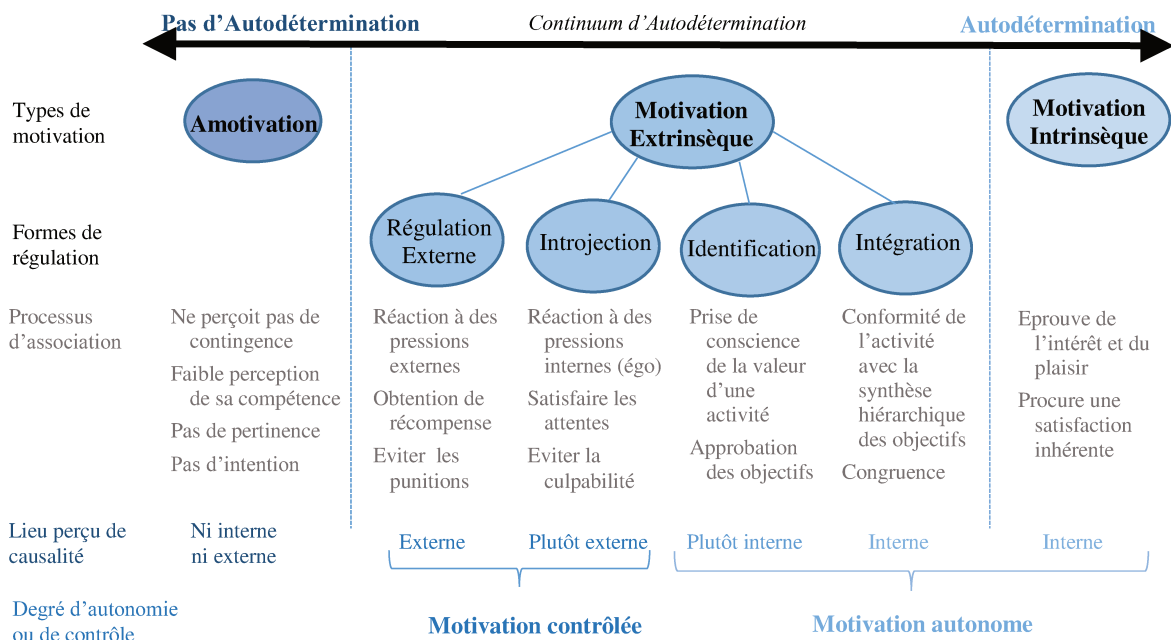 Pas d'Autodétermination
Continuum d'Autodétermination
Autodétermination
Types de
motivation
Amotivation
Motivation
Extrinsèque
Motivation
Intrinsèque
Formes de
régulation
Régulation
Externe
Introjection
Identification
Intégration
Processus
d'association
Ne perçoit pas de
contingence
Faible perception
de sa compétence
Pas de pertinence
Pas d'intention
Réaction à des
pressions
externes
Obtention de
récompense
Eviter les
punitions
Réaction à des
pressions
internes (égo)
Satisfaire les
attentes
Eviter la
culpabilité
Prise de
conscience
de la valeur
d'une
activité
Approbation
des objectifs
Conformité de
l'activité
avec la
synthèse
hiérarchique
des objectifs
Congruence
Eprouve de
l'intérêt et du
plaisir
Procure une
satisfaction
inhérente
Lieu perçu de
causalité
Ni interne
ni externe
Externe
Plutôt externe
Plutôt interne
Interne
Interne
Degré d'autonomie
ou de contrôle
Motivation contrôlée
Motivation autonome